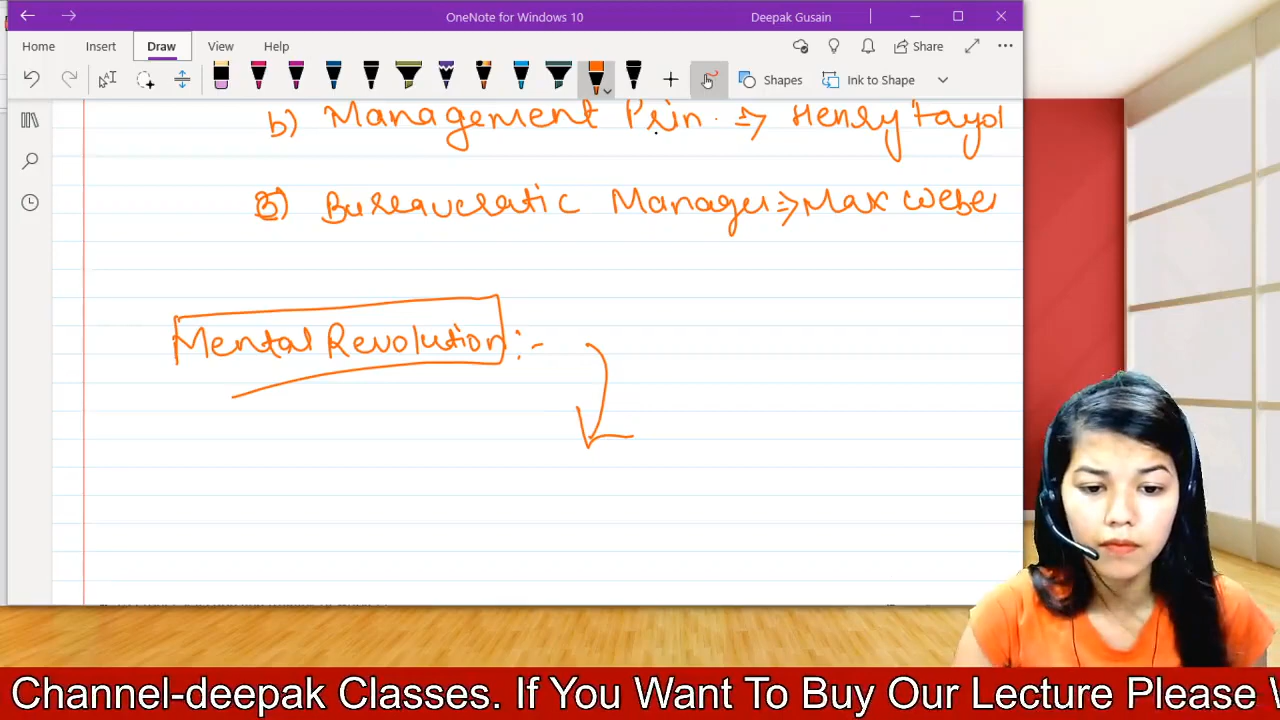 OneNote for Windows 10
Deepak Gusain
Home Insert Draw View Help
Share
Shapes Ink to Shape
b) Management Prin. => Henry Fayol
3) Bureaucratic Manager => Max Weber
Mental Revolution :-
Channel-deepak Classes. If You Want To Buy Our Lecture Please